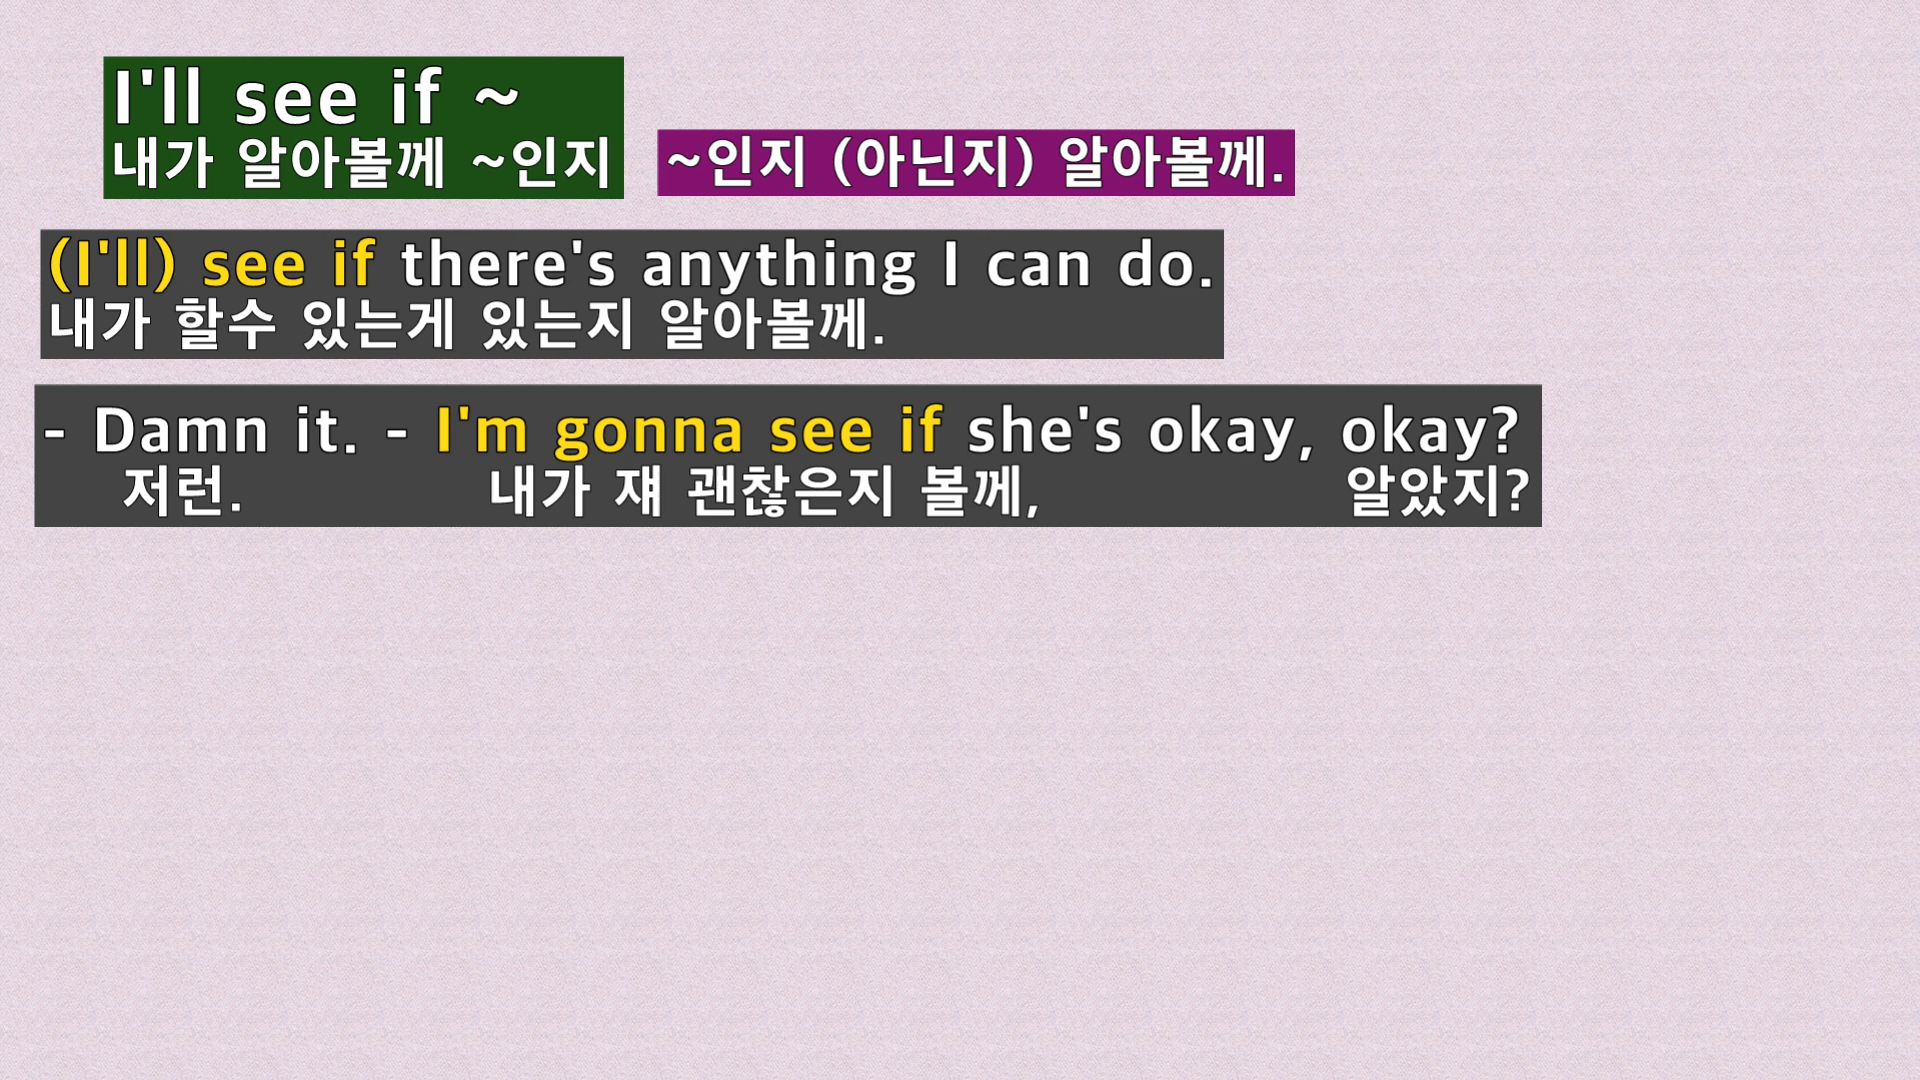 I'll see if ~
내가 알아볼께 ~인지
~인지 (아닌지) 알아볼께.
(I'll) see if there's anything I can do.
내가 할수 있는게 있는지 알아볼께.
- Damn it. - I'm gonna see if she's okay, okay?
저런. 내가 쟤 괜찮은지 볼께, 알았지?